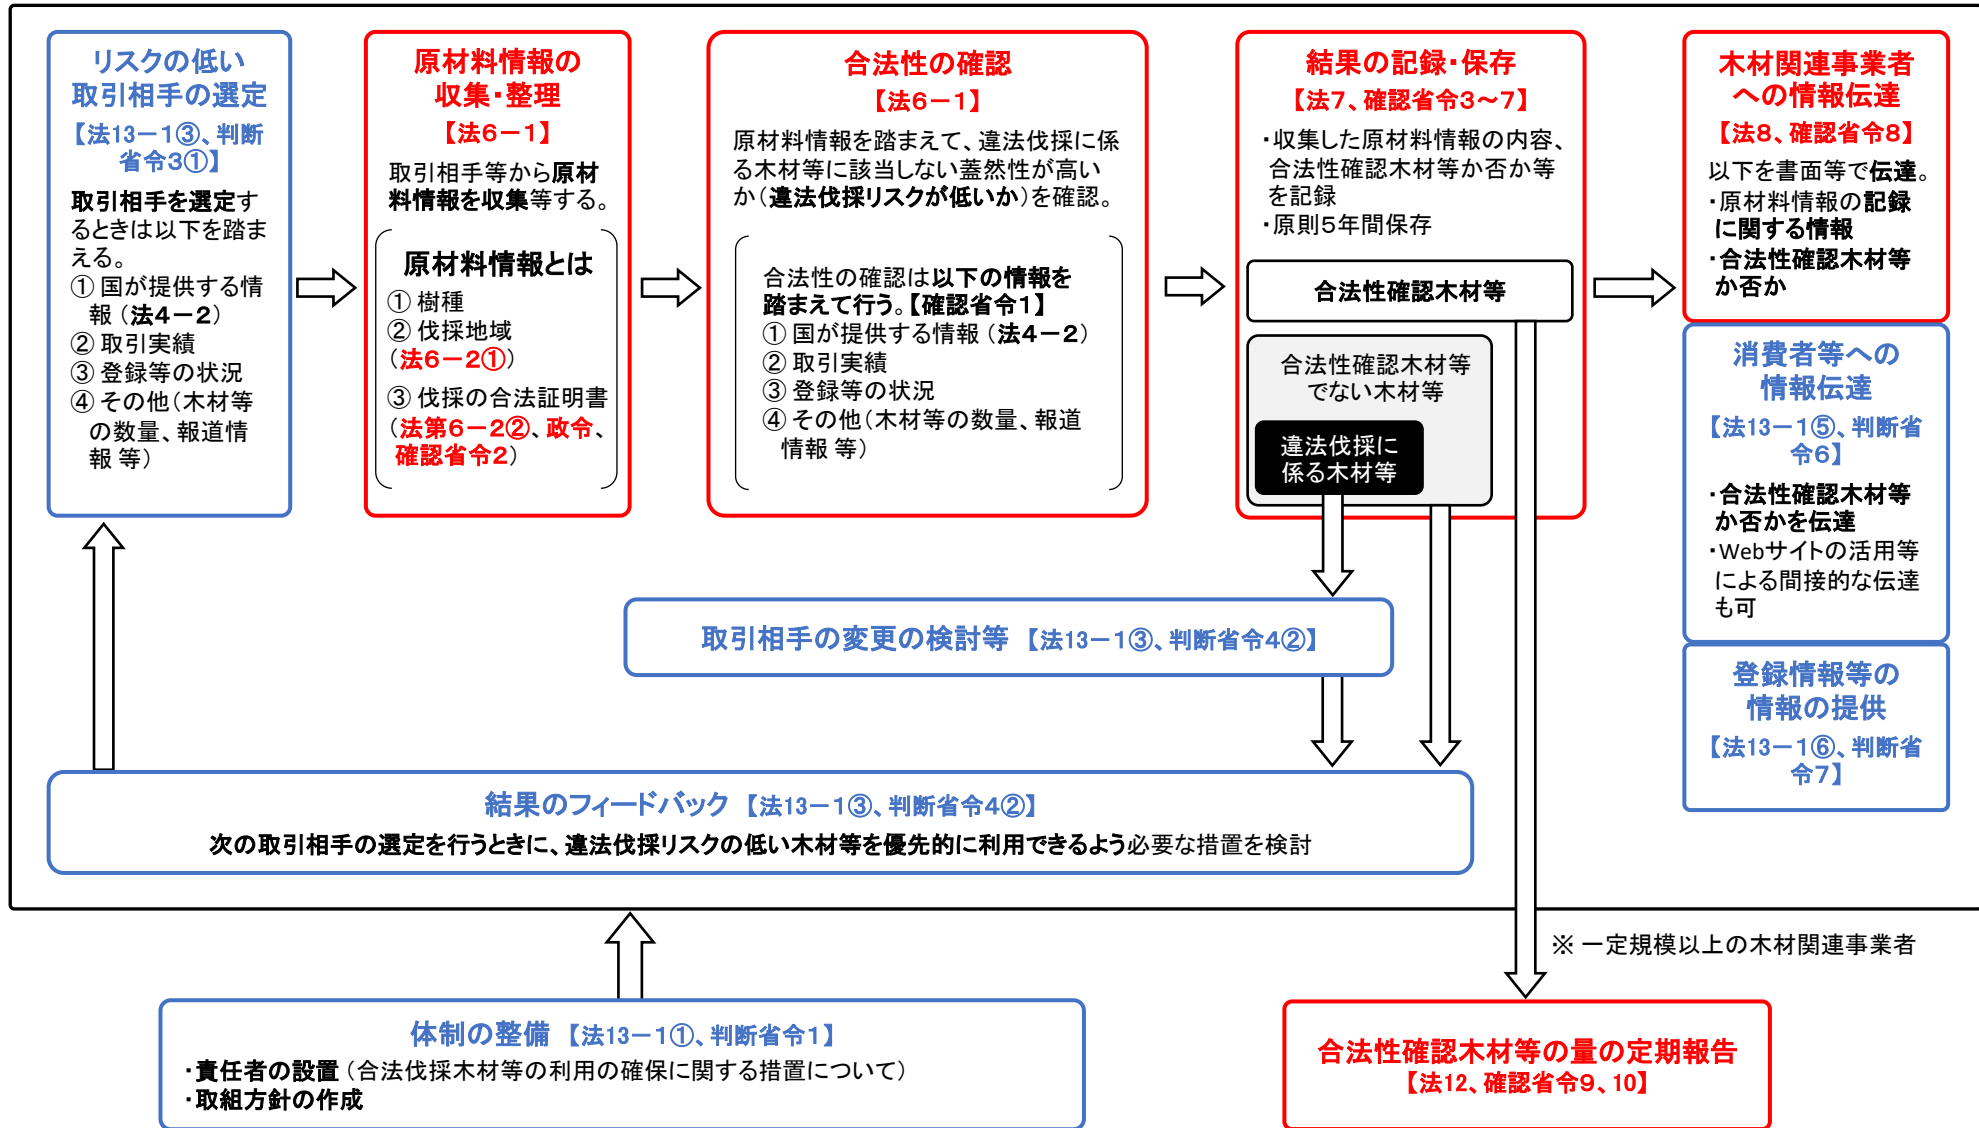 リスクの低い
取引相手の選定
【法13－1③、判断
省令3①】
取引相手を選定す
るときは以下を踏ま
える。
① 国が提供する情
報（法4－2）
② 取引実績
③ 登録等の状況
④ その他（木材等
の数量、報道情
報 等）
原材料情報の
収集・整理
【法6－1】
取引相手等から原材
料情報を収集等する。
原材料情報とは
① 樹種
② 伐採地域
（法6－2①）
③ 伐採の合法証明書
（法第6－2②、政令、
確認省令2）
合法性の確認
【法6－1】
原材料情報を踏まえて、違法伐採に係
る木材等に該当しない蓋然性が高い
か（違法伐採リスクが低いか）を確認。
合法性の確認は以下の情報を
踏まえて行う。【確認省令1】
① 国が提供する情報（法4－2）
② 取引実績
③ 登録等の状況
④ その他（木材等の数量、報道
情報 等）
結果の記録・保存
【法7、確認省令3～7】
・収集した原材料情報の内容、
合法性確認木材等か否か等
を記録
・原則5年間保存
合法性確認木材等
合法性確認木材等
でない木材等
違法伐採に
係る木材等
木材関連事業者
への情報伝達
【法8、確認省令8】
以下を書面等で伝達。
・原材料情報の記録
に関する情報
・合法性確認木材等
か否か
消費者等への
情報伝達
【法13－1⑤、判断省
令6】
・合法性確認木材等
か否かを伝達
・Webサイトの活用等
による間接的な伝達
も可
登録情報等の
情報の提供
【法13－1⑥、判断省
令7】
取引相手の変更の検討等 【法13－1③、判断省令4②】
結果のフィードバック 【法13－1③、判断省令4②】
次の取引相手の選定を行うときに、違法伐採リスクの低い木材等を優先的に利用できるよう必要な措置を検討
※ 一定規模以上の木材関連事業者
体制の整備 【法13－1①、判断省令1】
・責任者の設置（合法伐採木材等の利用の確保に関する措置について）
・取組方針の作成
合法性確認木材等の量の定期報告
【法12、確認省令9、10】